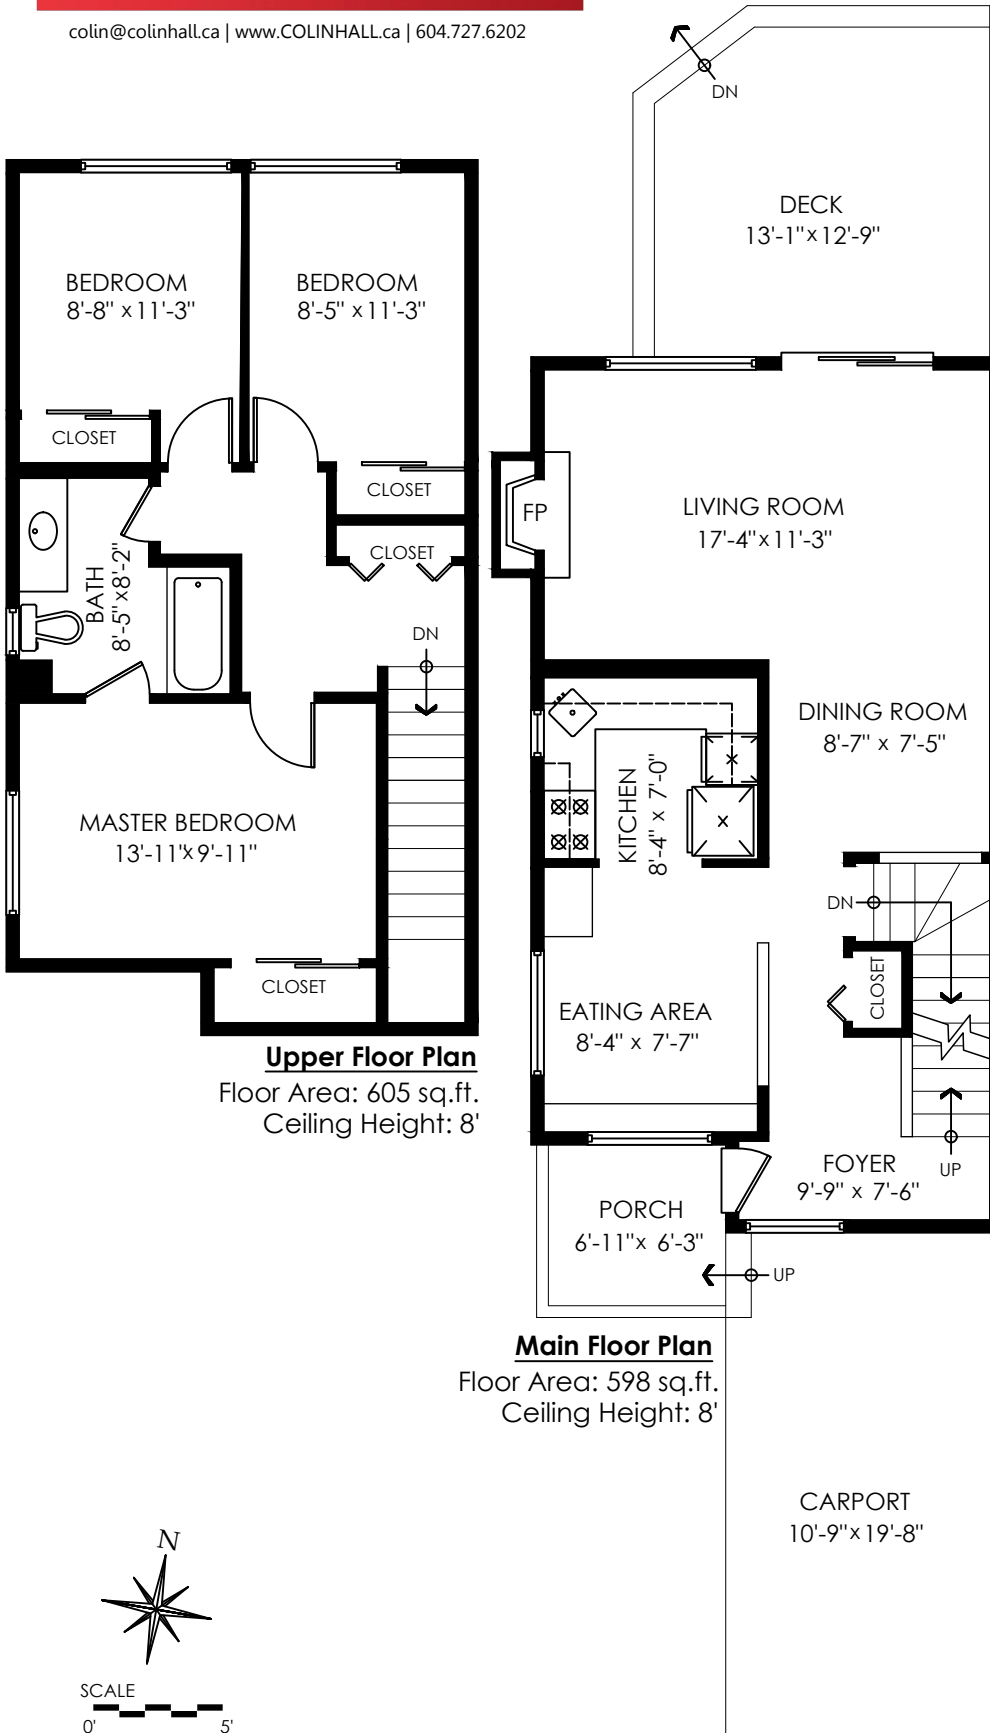 colin@colinhall.ca | www.COLINHALL.ca | 604.727.6202
DN
DECK
13'-1" x 12'-9"
BEDROOM
8'-8" x 11'-3"
BEDROOM
8'-5" x 11'-3"
CLOSET
CLOSET
CLOSET
BATH
8'-5" x 8'-2"
DN
MASTER BEDROOM
13'-11' x 9'-11"
CLOSET
Upper Floor Plan
Floor Area: 605 sq.ft.
Ceiling Height: 8'
FP
LIVING ROOM
17'-4" x 11'-3"
DINING ROOM
8'-7" x 7'-5"
KITCHEN
8'-4" x 7'-0"
DN
CLOSET
EATING AREA
8'-4" x 7'-7"
FOYER
9'-9" x 7'-6"
UP
PORCH
6'-11" x 6'-3"
UP
Main Floor Plan
Floor Area: 598 sq.ft.
Ceiling Height: 8'
CARPORT
10'-9" x 19'-8"
N
SCALE
0' 5'